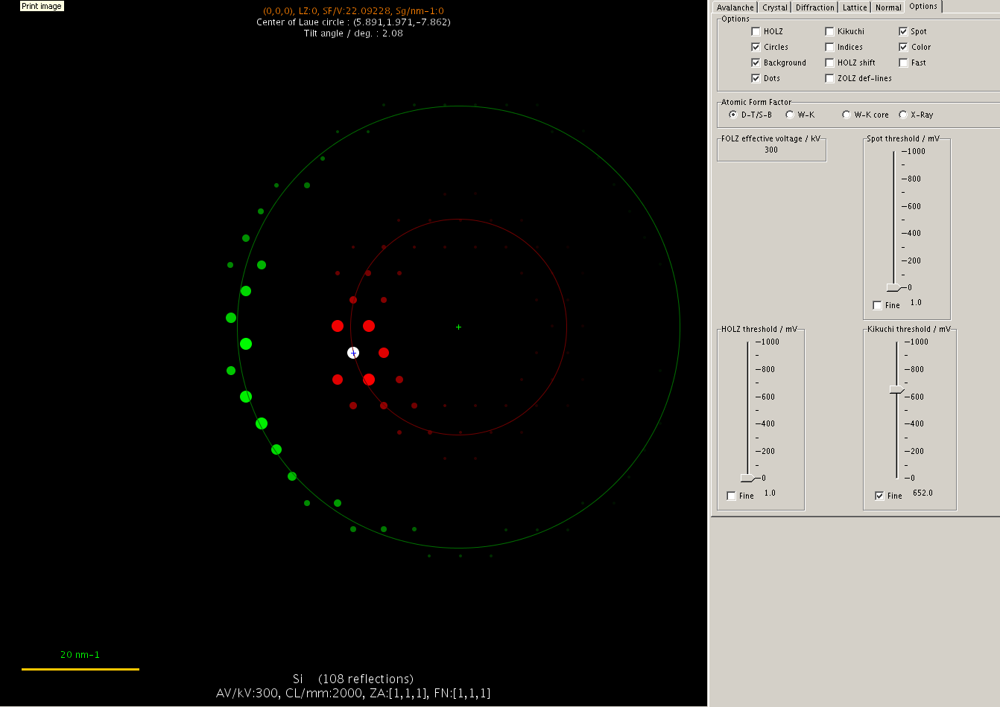 Print image
(0,0,0), LZ:0, SF/V:22.09228, Sg/nm-1:0
Center of Laue circle : (5.891,1.971,-7.862)
Tilt angle / deg. : 2.08
20 nm-1
Si (108 reflections)
AV/kV:300, CL/mm:2000, ZA:[1,1,1], FN:[1,1,1]
Avalanche Crystal Diffraction Lattice Normal Options
Options
HOLZ Kikuchi Spot
Circles Indices Color
Background HOLZ shift Fast
Dots ZOLZ def-lines
Atomic Form Factor
D-T/S-B W-K W-K core X-Ray
FOLZ effective voltage / kV
300
Spot threshold / mV
1000
800
600
400
200
0
Fine 1.0
HOLZ threshold / mV
1000
800
600
400
200
0
Fine 1.0
Kikuchi threshold / mV
1000
800
600
400
200
0
Fine 652.0